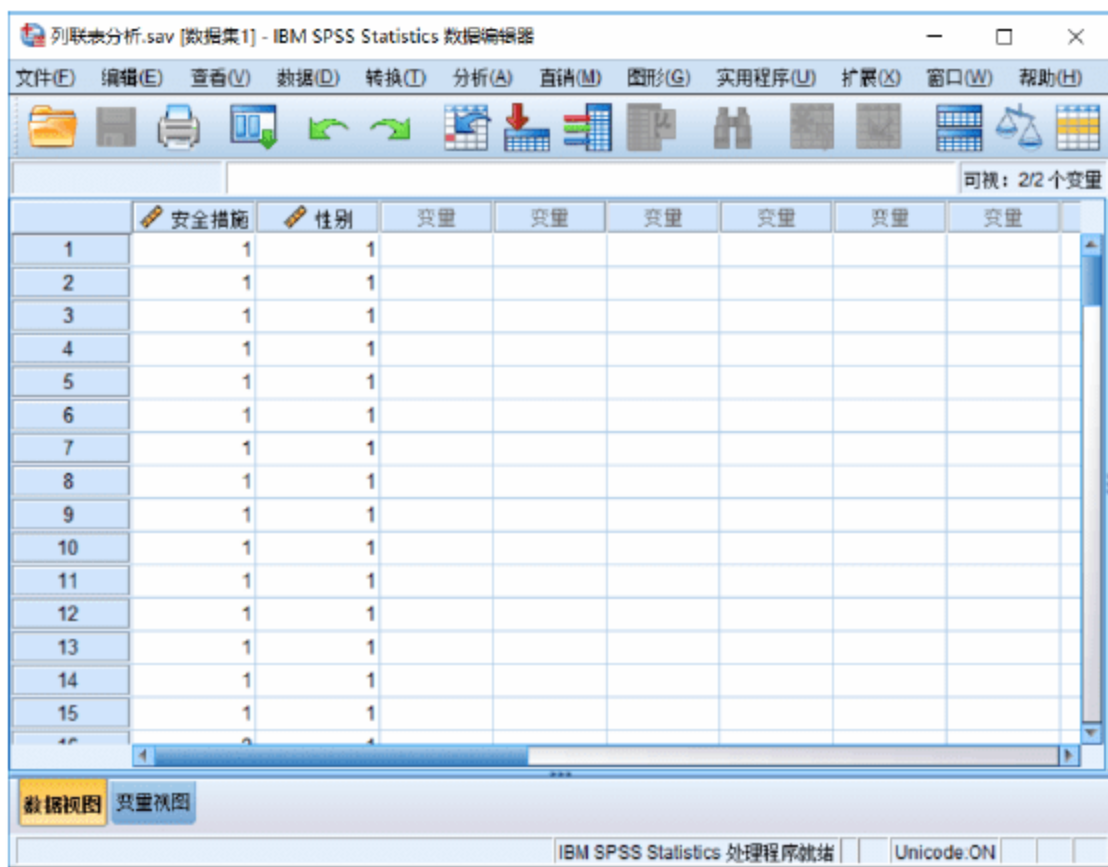 列联表分析.sav [数据集1] - IBM SPSS Statistics 数据编辑器
文件(F) 编辑(E) 查看(V) 数据(D) 转换(T) 分析(A) 直销(M) 图形(G) 实用程序(U) 扩展(X) 窗口(W) 帮助(H)
可视: 2/2 个变量
安全措施 性别 变量 变量 变量 变量 变量 变量
1 1 1
2 1 1
3 1 1
4 1 1
5 1 1
6 1 1
7 1 1
8 1 1
9 1 1
10 1 1
11 1 1
12 1 1
13 1 1
14 1 1
15 1 1
数据视图 变量视图
IBM SPSS Statistics 处理程序就绪 Unicode:ON